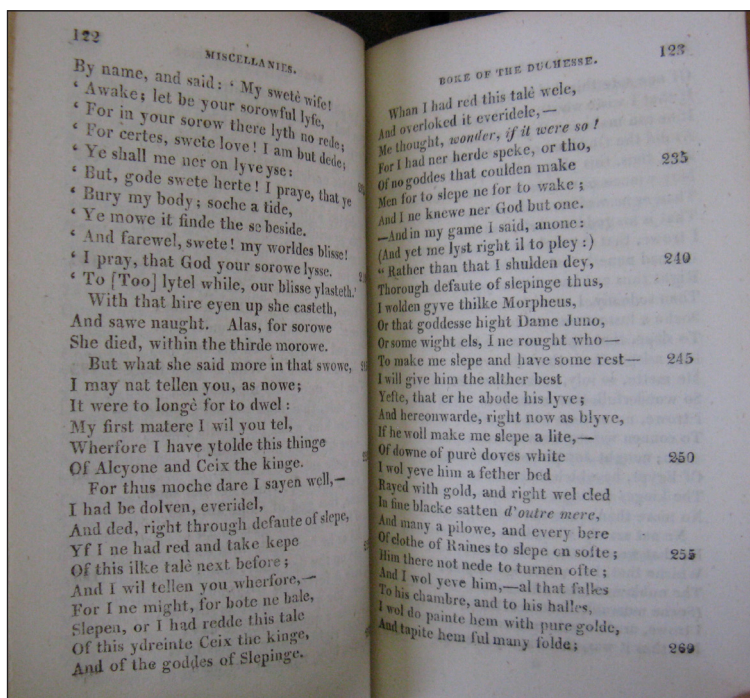 122
MISCELLANIES.
By name, and said: ‘ My swetè wife!
‘ Awake; let be your sorowful lyfe,
‘ For in your sorow there lyth no rede;
‘ For certes, swete love! I am but dede;
‘ Ye shall me ner on lyve yse:
‘ But, gode swete herte! I praye, that ye
‘ Bury my body; soche a tide,
‘ Ye mowe it finde the se beside.
‘ And farewel, swete! my worldes blisse!
‘ I pray, that God your sorowe lysse.
‘ To [Too] lytel while, our blisse ylasteth.’
With that hire eyen up she casteth,
And sawe naught. Alas, for sorowe
She died, within the thirde morowe.
But what she said more in that swowe,
I may nat tellen you, as nowe;
It were to longè for to dwel:
My first matere I wil you tel,
Wherfore I have ytolde this thinge
Of Alcyone and Ceix the kinge.
For thus moche dare I sayen well,—
I had be dolven, everidel,
And ded, right through defaute of slepe,
Yf I ne had red and take kepe
Of this ilke talè next before;
And I wil tellen you wherfore,—
For I ne might, for bote ne bale,
Slepen, or I had redde this tale
Of this ydreinte Ceix the kinge,
And of the goddes of Slepinge.
BOKE OF THE DUCHESSE.
123
Whan I had red this talè wele,
And overloked it everidele,—
Me thought, wonder, if it were so!
For I had ner herde speke, or tho, 235
Of no goddes that coulden make
Men for to slepe ne for to wake;
And I ne knewe ner God but one.
—And in my game I said, anone:
(And yet me lyst right il to pley:) 240
“ Rather than that I shulden dey,
Thorough defaute of slepinge thus,
I wolden gyve thilke Morpheus,
Or that goddesse hight Dame Juno,
Or some wight els, I ne rought who— 245
To make me slepe and have some rest—
I will give him the alther best
Yefte, that er he abode his lyve;
And hereonwarde, right now as blyve,
If he woll make me slepe a lite,— 250
Of downe of purè doves white
I wol yeve him a fether bed
Rayed with gold, and right wel cled
In fine blacke satten d'outre mere,
And many a pilowe, and every bere 255
Of clothe of Raines to slepe on softe;
Him there not nede to turnen ofte;
And I wol yeve him,—al that falles
To his chambre, and to his halles,
I wol do painte hem with pure golde, 260
And tapite hem ful many folde;